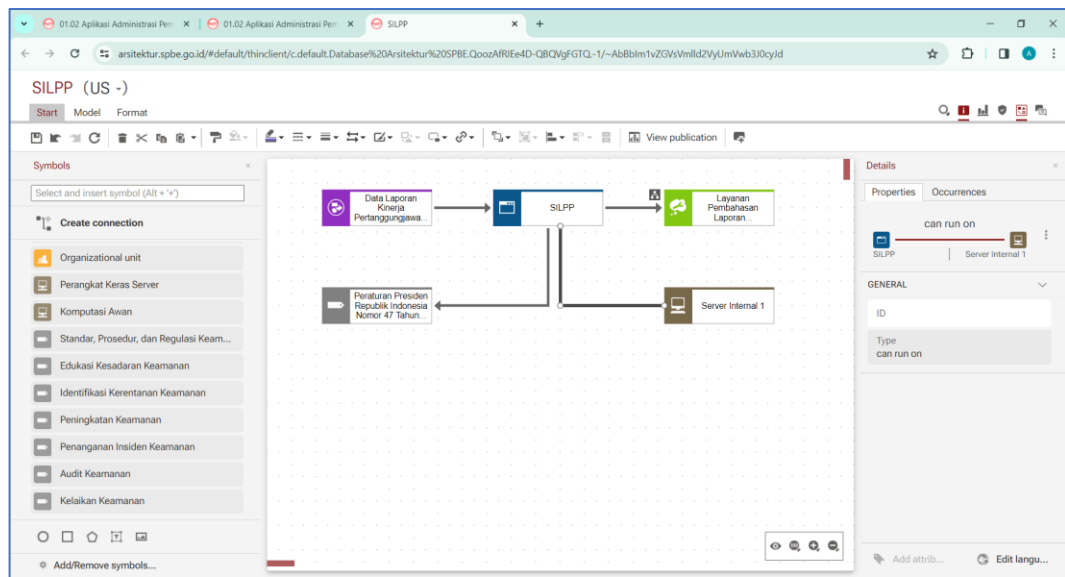 01.02 Aplikasi Administrasi Pem
01.02 Aplikasi Administrasi Pem
SILPP
arsitektur.spbe.go.id/#default/thinclient/c.default.Database%20Arsitektur%20SPBE.QoozAfRIEe4D-QBQVgFGTQ.-1/~AbBbIm1vZGVsVmlld2VyUmVwb3J0cyJd
A
SILPP (US -)
Start Model Format
View publication
Symbols
Select and insert symbol (Alt + '+')
Create connection
Organizational unit
Perangkat Keras Server
Komputasi Awan
Standar, Prosedur, dan Regulasi Keam...
Edukasi Kesadaran Keamanan
Identifikasi Kerentanan Keamanan
Peningkatan Keamanan
Penanganan Insiden Keamanan
Audit Keamanan
Kelaikan Keamanan
Add/Remove symbols...
Data Laporan
Kinerja
Pertanggungjawa...
SILPP
Layanan
Pembahasan
Laporan...
Peraturan Presiden
Republik Indonesia
Nomor 47 Tahun...
Server Internal 1
Details
Properties Occurrences
can run on
SILPP Server Internal 1
GENERAL
ID
Type
can run on
Add attrib... Edit langu...